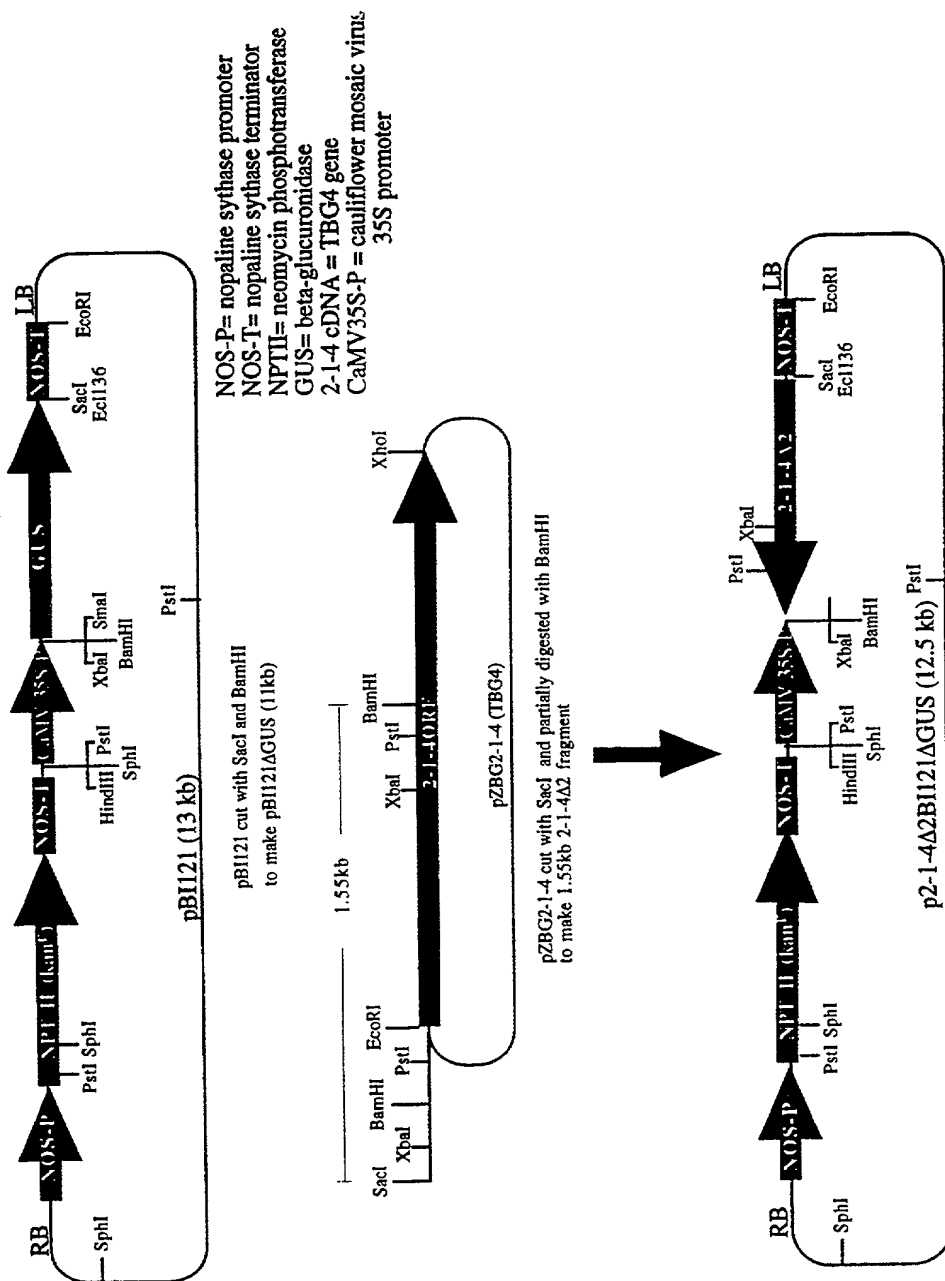 RB
NOS-P
NPT II (kanᴿ)
NOS-T
CaMV 35S-P
GUS
NOS-T
LB
SphI
PstI SphI
HindIII PstI
SphI
XbaI SmaI
BamHI
SacI
Ecl136
EcoRI
PstI
pBI121 (13 kb)
pBI121 cut with SacI and BamHI
to make pBI121ΔGUS (11kb)
NOS-P= nopaline sythase promoter
NOS-T= nopaline sythase terminator
NPTII= neomycin phosphotransferase
GUS= beta-glucuronidase
2-1-4 cDNA = TBG4 gene
CaMV35S-P = cauliflower mosaic virus
35S promoter
1.55kb
SacI
XbaI
BamHI
PstI
EcoRI
XbaI
PstI
BamHI
XhoI
2-1-4ORF
pZBG2-1-4 (TBG4)
pZBG2-1-4 cut with SacI and partially digested with BamHI
to make 1.55kb 2-1-4Δ2 fragment
RB
NOS-P
NPT II (kanᴿ)
NOS-T
CaMV 35S-P
2-1-4Δ2
NOS-T
LB
SphI
PstI SphI
HindIII PstI
SphI
XbaI
BamHI
PstI
XbaI
SacI
Ecl136
EcoRI
PstI
p2-1-4Δ2BI121ΔGUS (12.5 kb)